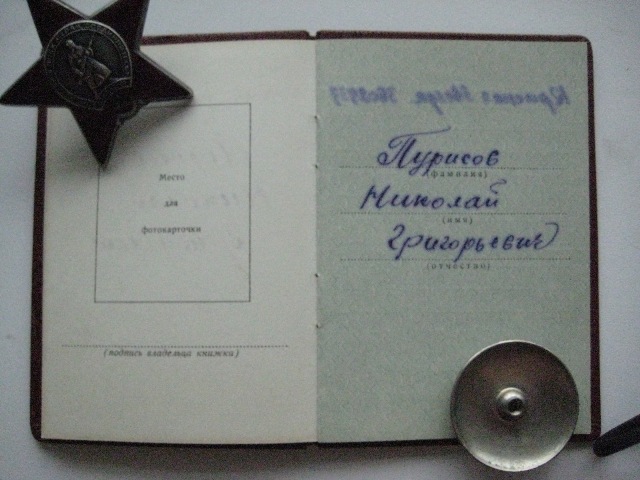 Место
для
фотокарточки
(подпись владельца книжки)
Пурисов
(фамилия)
Николай
(имя)
Григорьевич
(отчество)